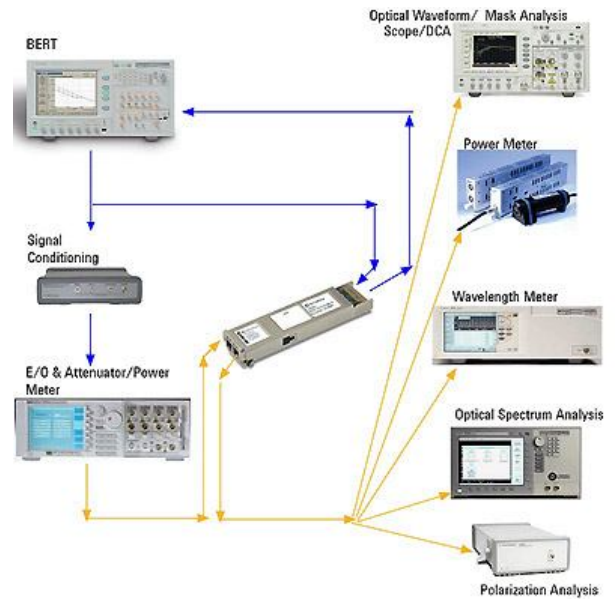 Optical Waveform/ Mask Analysis
Scope/DCA
BERT
Power Meter
Signal
Conditioning
Wavelength Meter
E/O & Attenuator/Power
Meter
Optical Spectrum Analysis
Polarization Analysis